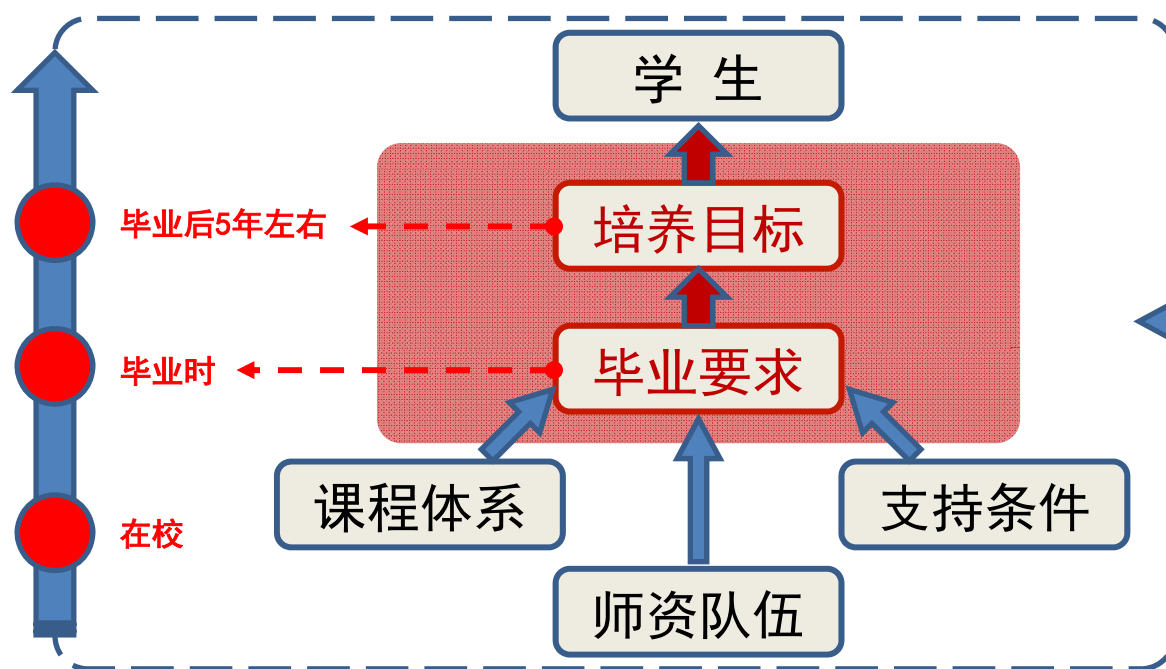 学 生
毕业后5年左右
培养目标
毕业时
毕业要求
课程体系
支持条件
在校
师资队伍